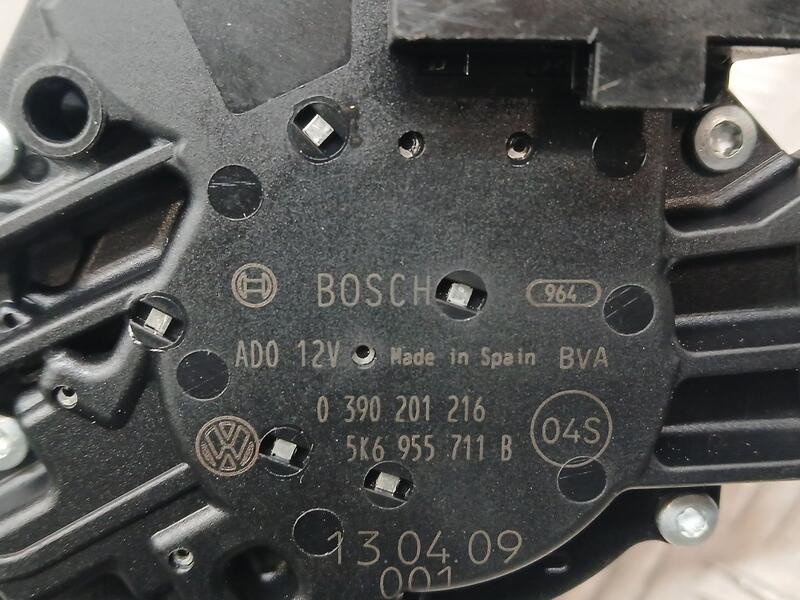 BOSCH 964
AD0 12V Made in Spain BVA
0 390 201 216
5K6 955 711 B 04S
13.04.09
001